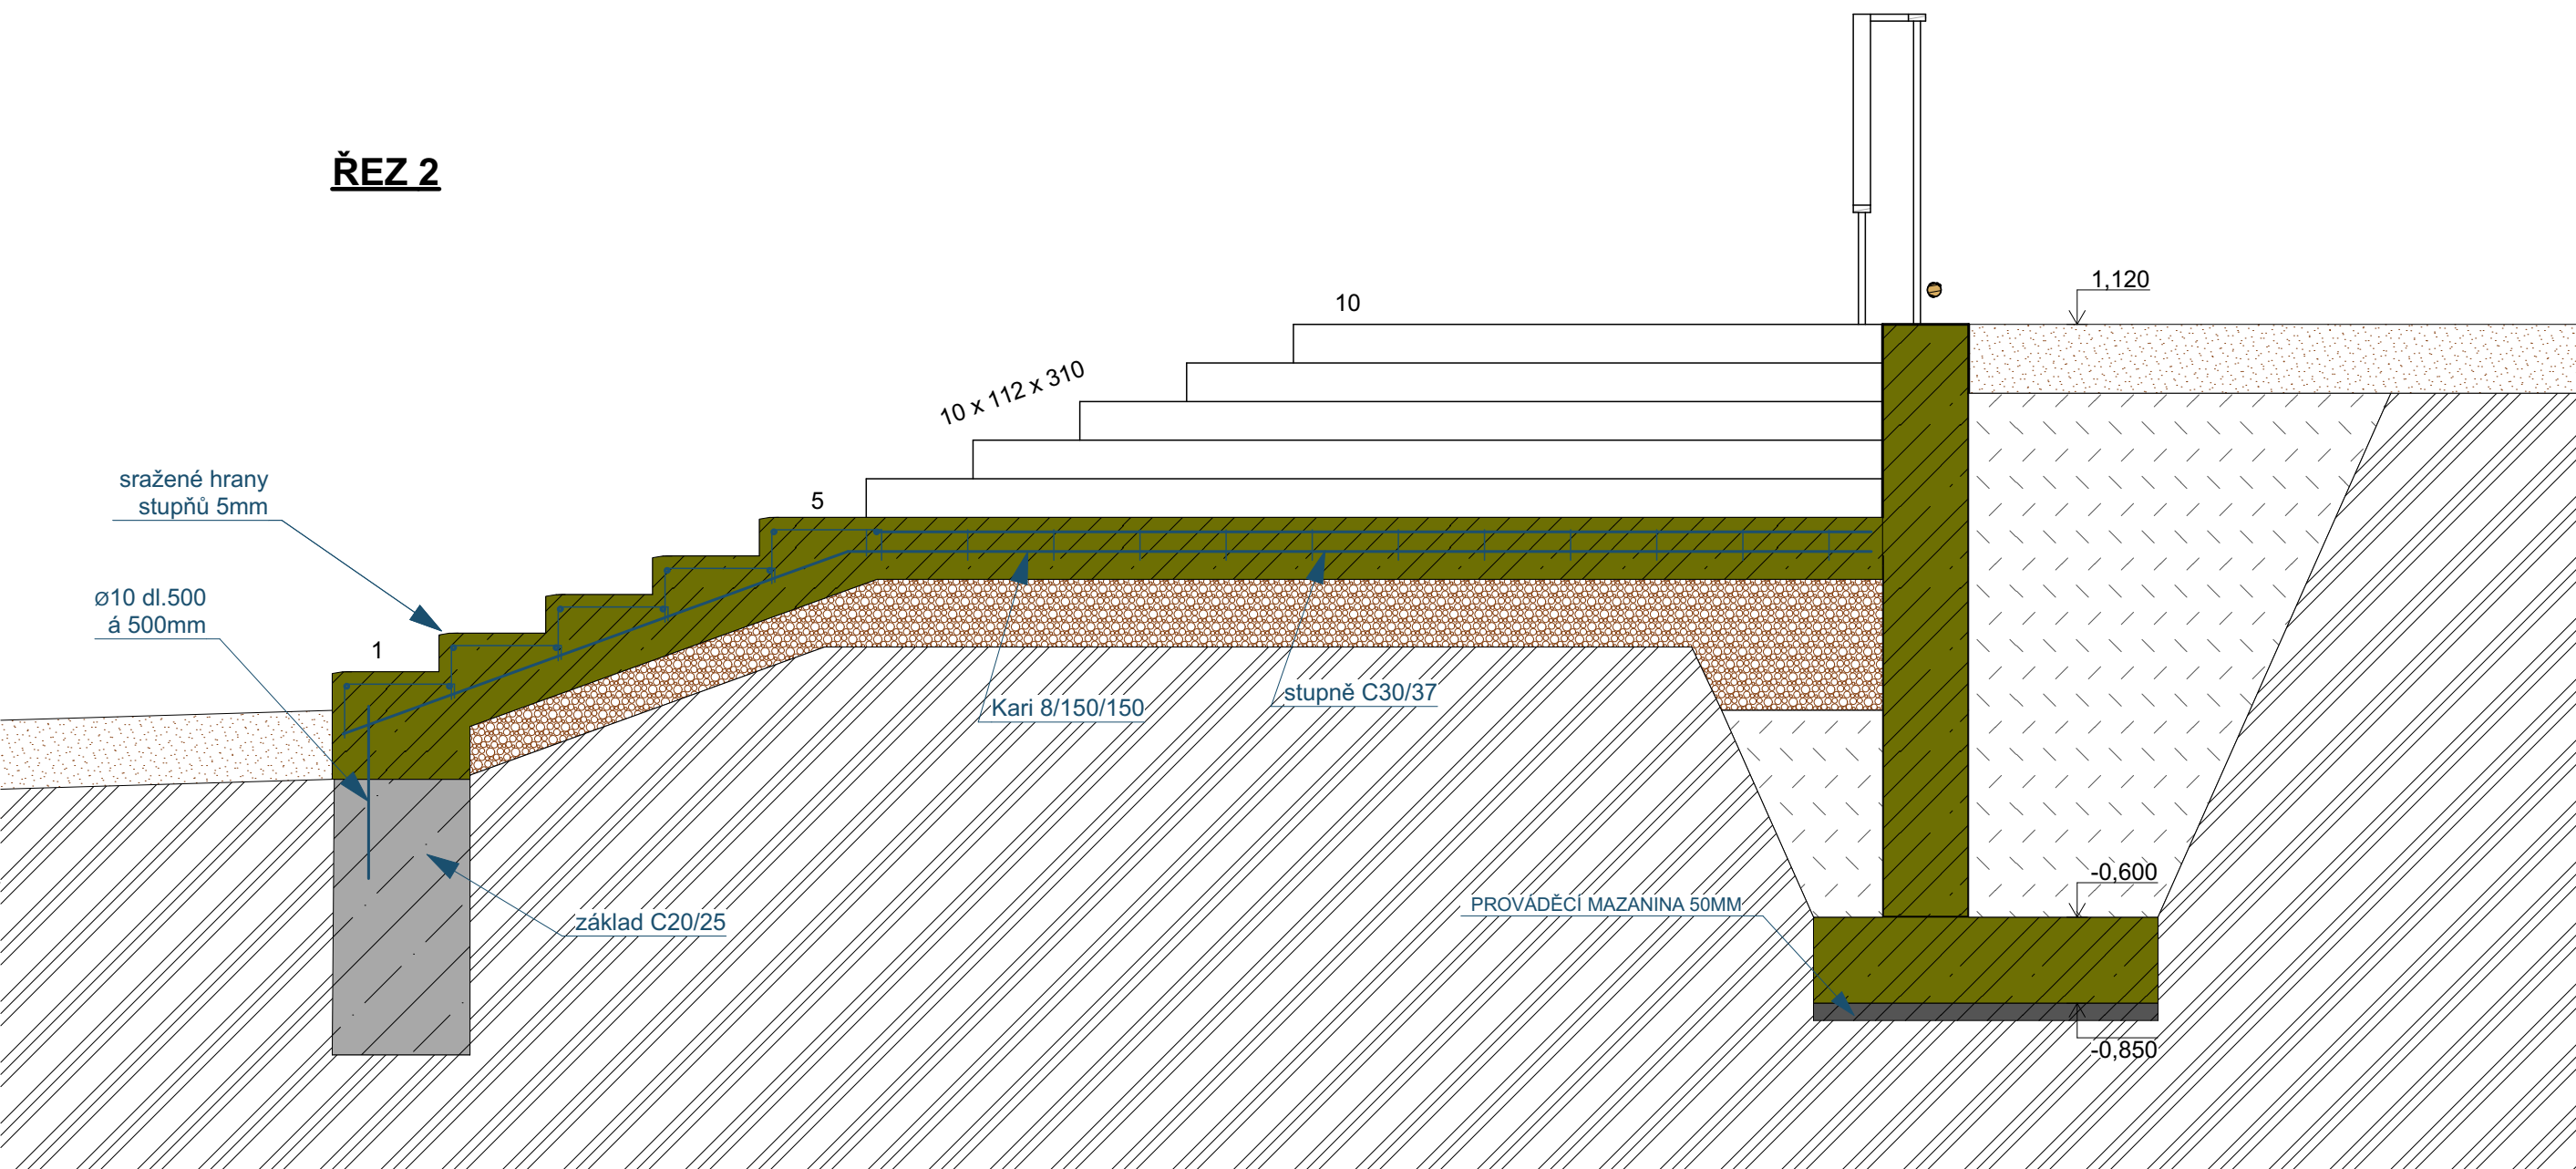 ŘEZ 2
1,120
10
10 x 112 x 310
sražené hrany
stupňů 5mm
5
ø10 dl.500
á 500mm
1
Kari 8/150/150
stupně C30/37
základ C20/25
PROVÁDĚCÍ MAZANINA 50MM
-0,600
-0,850